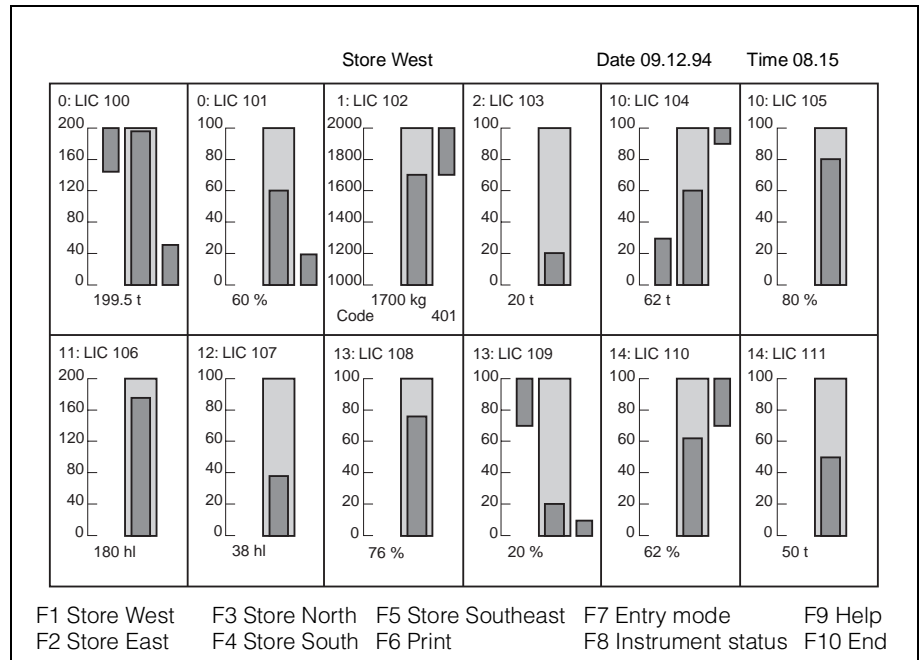 Store West Date 09.12.94 Time 08.15
0: LIC 100 0: LIC 101 1: LIC 102 2: LIC 103 10: LIC 104 10: LIC 105
200 100 2000 100 100 100
160 80 1800 80 80 80
120 60 1600 60 60 60
80 40 1400 40 40 40
40 20 1200 20 20 20
0 0 1000 0 0 0
199.5 t 60 % 1700 kg 20 t 62 t 80 %
Code 401
11: LIC 106 12: LIC 107 13: LIC 108 13: LIC 109 14: LIC 110 14: LIC 111
200 100 100 100 100 100
160 80 80 80 80 80
120 60 60 60 60 60
80 40 40 40 40 40
40 20 20 20 20 20
0 0 0 0 0 0
180 hl 38 hl 76 % 20 % 62 % 50 t
F1 Store West F3 Store North F5 Store Southeast F7 Entry mode F9 Help
F2 Store East F4 Store South F6 Print F8 Instrument status F10 End